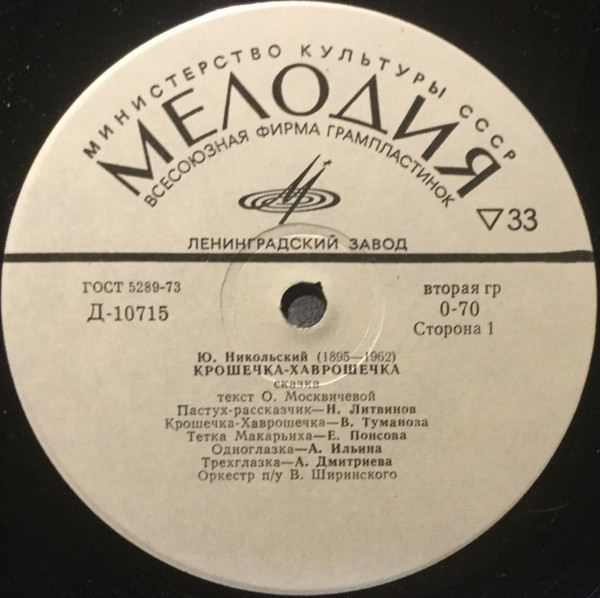 МИНИСТЕРСТВО КУЛЬТУРЫ СССР
МЕЛОДИЯ
ВСЕСОЮЗНАЯ ФИРМА ГРАМПЛАСТИНОК
▽33
ЛЕНИНГРАДСКИЙ ЗАВОД
ГОСТ 5289-73
Д-10715
вторая гр
0-70
Сторона 1
Ю. Никольский (1895—1962)
КРОШЕЧКА-ХАВРОШЕЧКА
сказка
текст О. Москвичевой
Пастух-рассказчик—Н. Литвинов
Крошечка-Хаврошечка—В. Туманова
Тетка Макарьиха—Е. Понсова
Одноглазка—А. Ильина
Трехглазка—А. Дмитриева
Оркестр п/у В. Ширинского